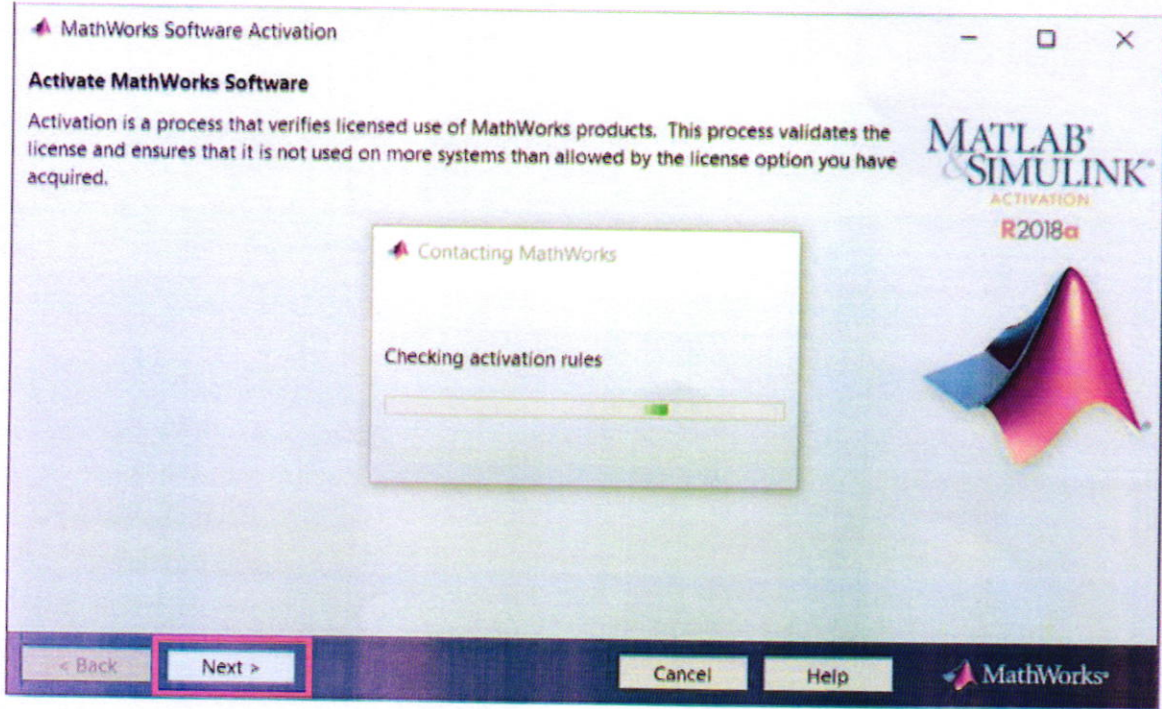 MathWorks Software Activation
Activate MathWorks Software
Activation is a process that verifies licensed use of MathWorks products. This process validates the
license and ensures that it is not used on more systems than allowed by the license option you have
acquired.
MATLAB®
&SIMULINK®
ACTIVATION
R2018a
Contacting MathWorks
Checking activation rules
< Back
Next >
Cancel
Help
MathWorks®